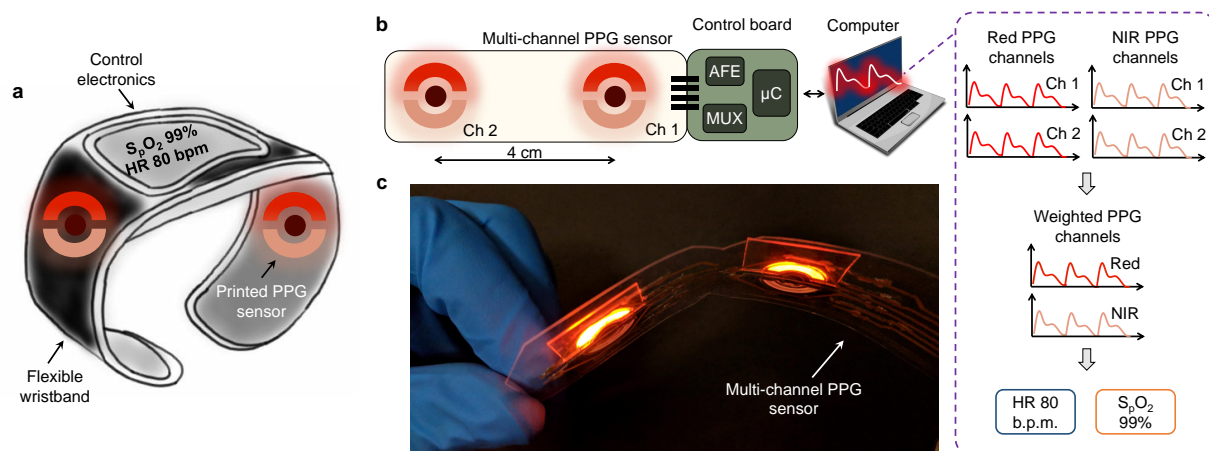 a
Control
electronics
SpO2 99%
HR 80 bpm
Printed PPG
sensor
Flexible
wristband
b
Multi-channel PPG sensor
Control board
Computer
Ch 2
Ch 1
AFE
MUX
µC
4 cm
c
Multi-channel PPG
sensor
Red PPG
channels
NIR PPG
channels
Ch 1
Ch 1
Ch 2
Ch 2
Weighted PPG
channels
Red
NIR
HR 80
b.p.m.
SpO2
99%